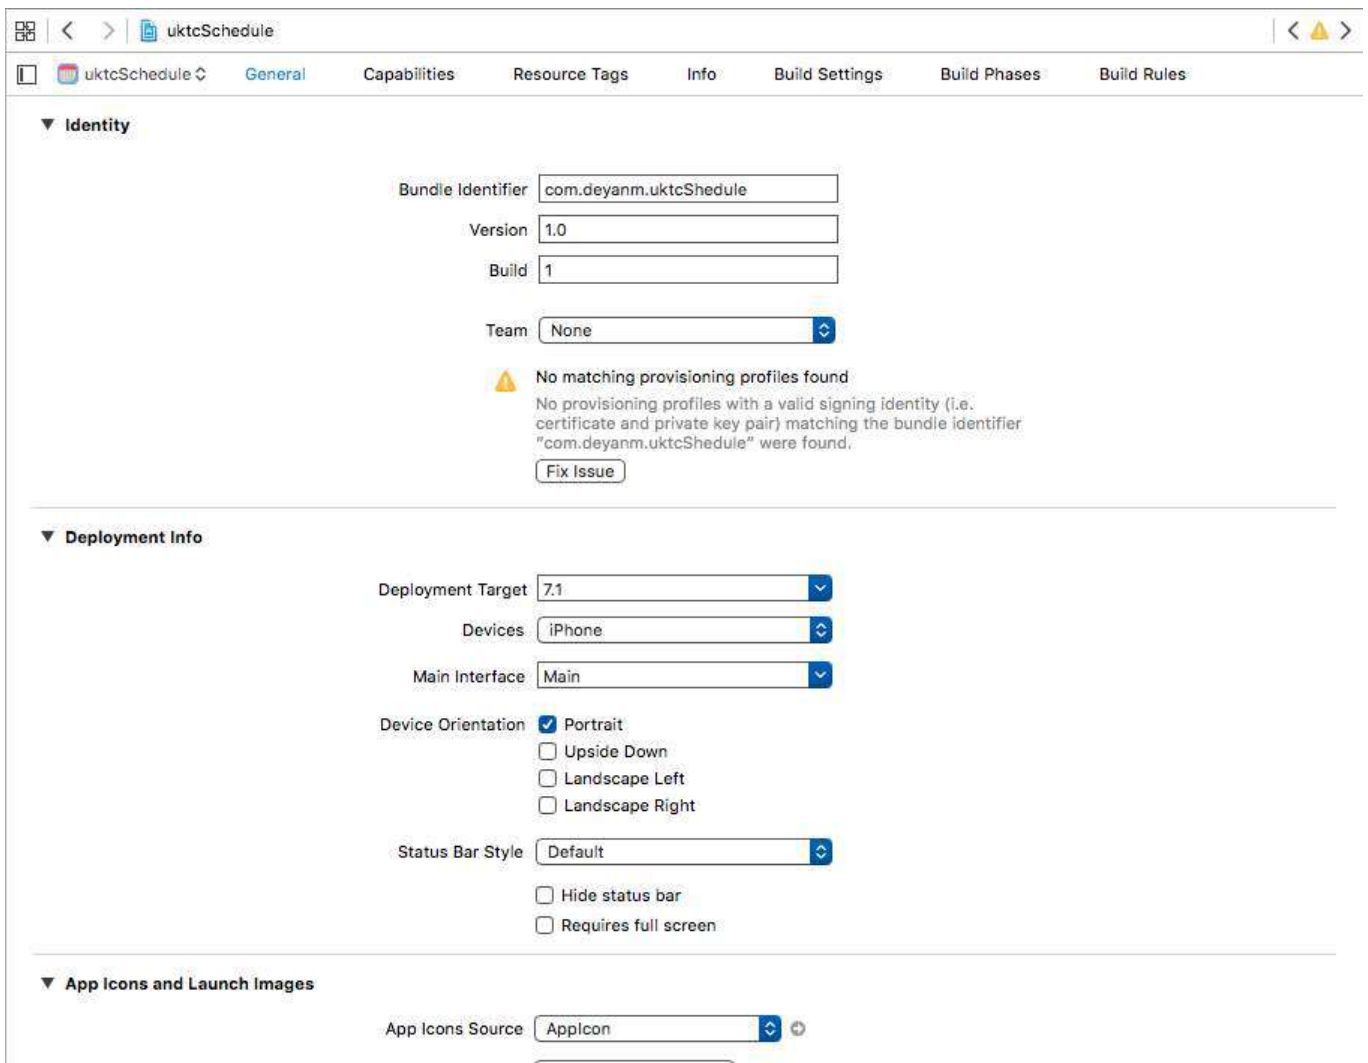 uktcSchedule
uktcSchedule General Capabilities Resource Tags Info Build Settings Build Phases Build Rules
Identity
Bundle Identifier com.deyanm.uktcShedule
Version 1.0
Build 1
Team None
No matching provisioning profiles found
No provisioning profiles with a valid signing identity (i.e.
certificate and private key pair) matching the bundle identifier
"com.deyanm.uktcShedule" were found.
Fix Issue
Deployment Info
Deployment Target 7.1
Devices iPhone
Main Interface Main
Device Orientation Portrait
Upside Down
Landscape Left
Landscape Right
Status Bar Style Default
Hide status bar
Requires full screen
App Icons and Launch Images
App Icons Source AppIcon